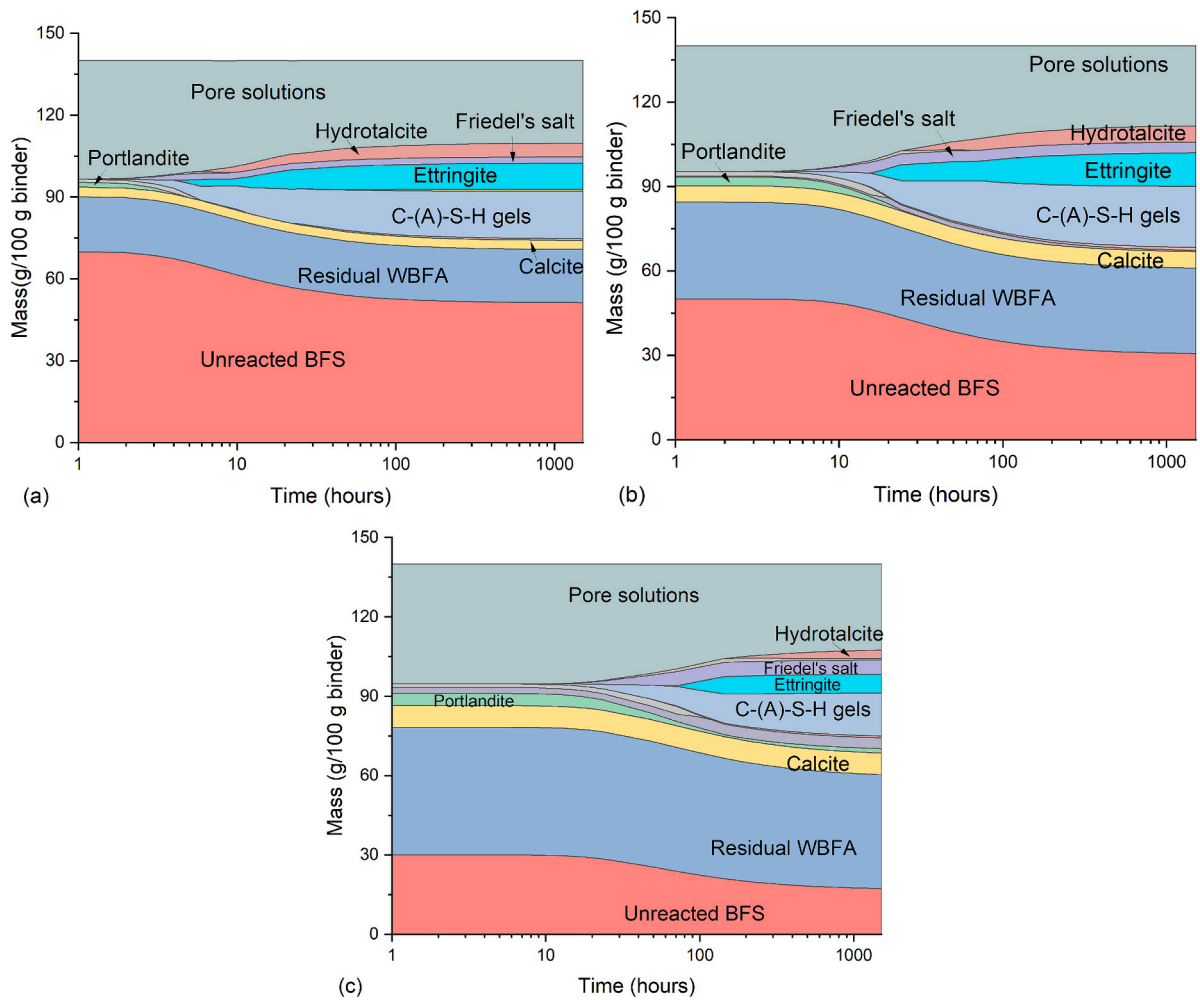 150
120
90
60
30
0
Mass(g/100 g binder)
Pore solutions
Hydrotalcite
Friedel's salt
Portlandite
Ettringite
C-(A)-S-H gels
Calcite
Residual WBFA
Unreacted BFS
1 10 100 1000
(a)
Time (hours)
150
120
90
60
30
0
Mass (g/100 g binder)
Pore solutions
Friedel's salt
Hydrotalcite
Portlandite
Ettringite
C-(A)-S-H gels
Calcite
Residual WBFA
Unreacted BFS
1 10 100 1000
(b)
Time (hours)
150
120
90
60
30
0
Mass (g/100 g binder)
Pore solutions
Hydrotalcite
Friedel's salt
Ettringite
Portlandite
C-(A)-S-H gels
Calcite
Residual WBFA
Unreacted BFS
1 10 100 1000
(c)
Time (hours)